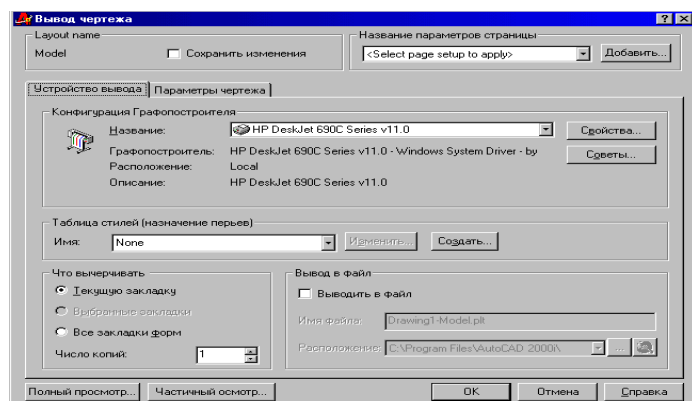 Вывод чертежа
Layout name
Название параметров страницы
Model
Сохранить изменения
<Select page setup to apply>
Добавить...
Устройство вывода
Параметры чертежа
Конфигурация Графопостроителя
Название:
HP DeskJet 690C Series v11.0
Свойства...
Графопостроитель:
HP DeskJet 690C Series v11.0 - Windows System Driver - by
Советы...
Расположение:
Local
Описание:
HP DeskJet 690C Series v11.0
Таблица стилей (назначение перьев)
Имя:
None
Изменить...
Создать...
Что вычерчивать
Текущую закладку
Выбранные закладки
Все закладки форм
Число копий:
1
Вывод в файл
Выводить в файл
Имя файла:
Drawing1-Model.plt
Расположение:
C:\Program Files\AutoCAD 2000i\
...
Полный просмотр...
Частичный осмотр...
OK
Отмена
Справка